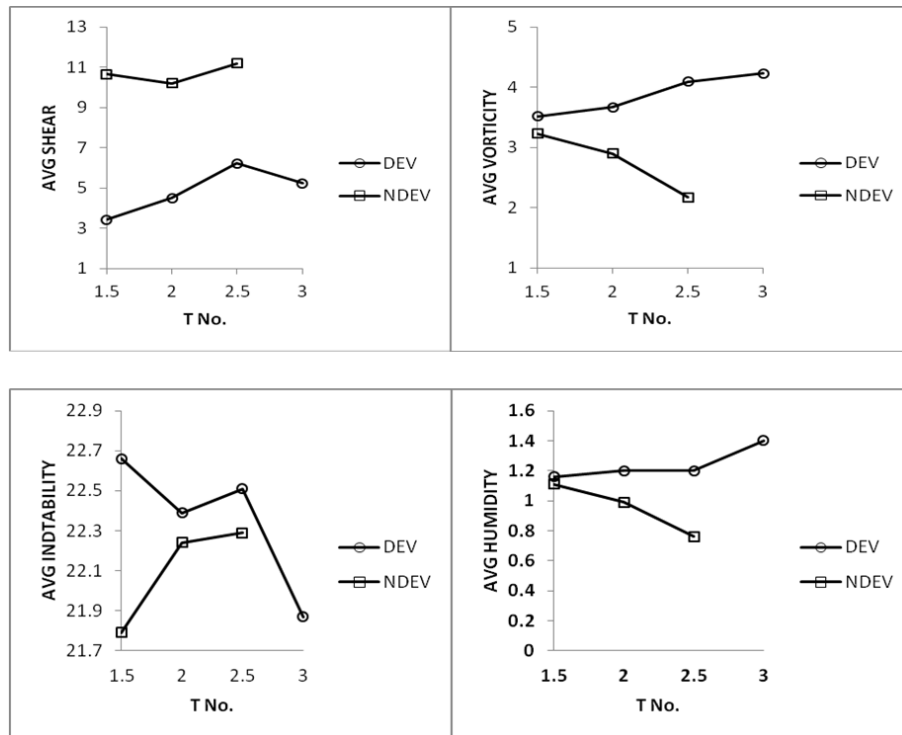 13
11
9
7
5
3
1
AVG SHEAR
1.5 2 2.5 3
T No.
DEV
NDEV
5
4
3
2
1
AVG VORTICITY
1.5 2 2.5 3
T No.
DEV
NDEV
22.9
22.7
22.5
22.3
22.1
21.9
21.7
AVG INDTABILITY
1.5 2 2.5 3
T No.
DEV
NDEV
1.6
1.4
1.2
1
0.8
0.6
0.4
0.2
0
AVG HUMIDITY
1.5 2 2.5 3
T No.
DEV
NDEV